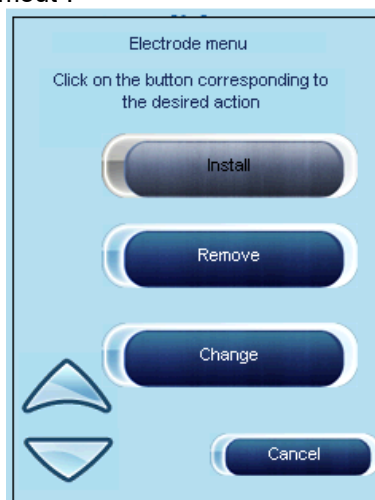 Electrode menu
Click on the button corresponding to
the desired action
Install
Remove
Change
Cancel